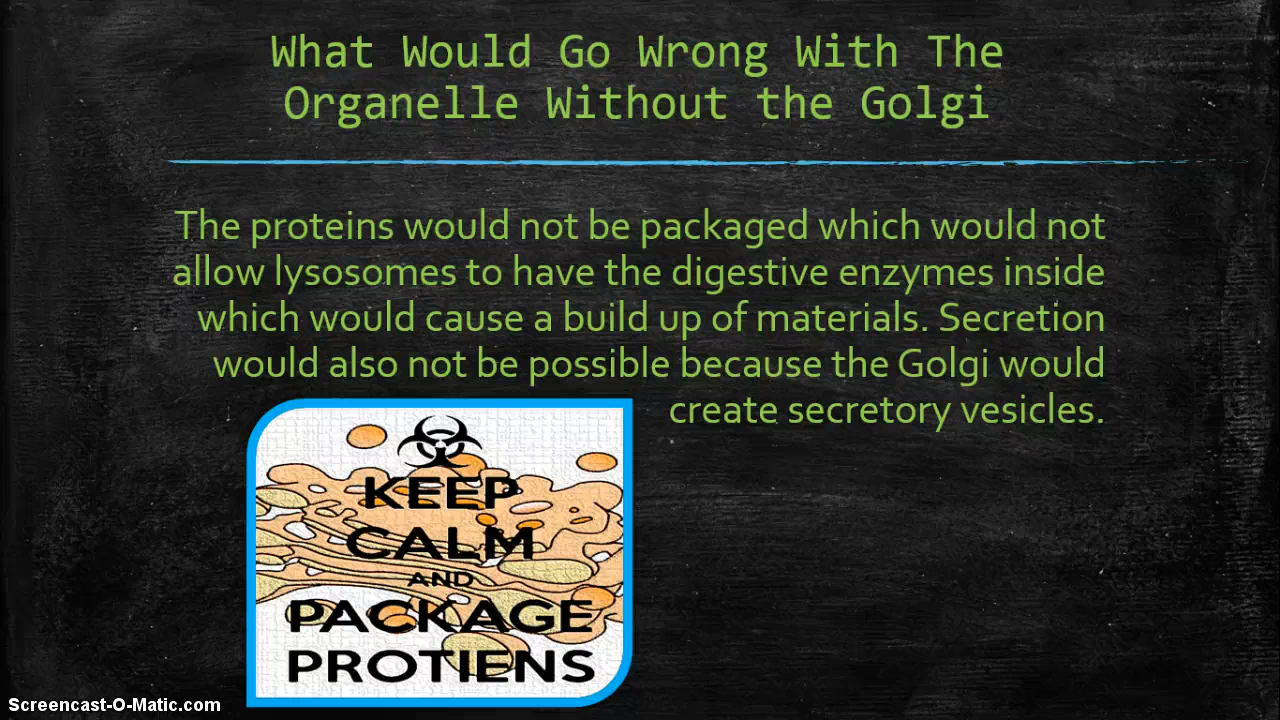 What Would Go Wrong With The
Organelle Without the Golgi
The proteins would not be packaged which would not
allow lysosomes to have the digestive enzymes inside
which would cause a build up of materials. Secretion
would also not be possible because the Golgi would
create secretory vesicles.
KEEP
CALM
AND
PACKAGE
PROTIENS
Screencast-O-Matic.com